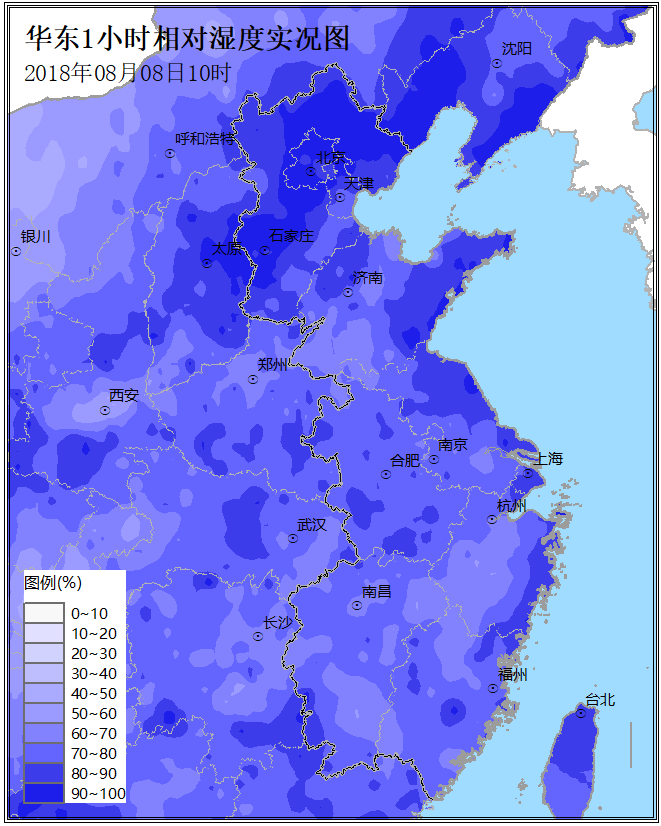 华东1小时相对湿度实况图
2018年08月08日10时
沈阳
呼和浩特
北京
天津
银川
石家庄
太原
济南
郑州
西安
南京
合肥
上海
杭州
武汉
南昌
长沙
福州
台北
图例(%)
0~10
10~20
20~30
30~40
40~50
50~60
60~70
70~80
80~90
90~100